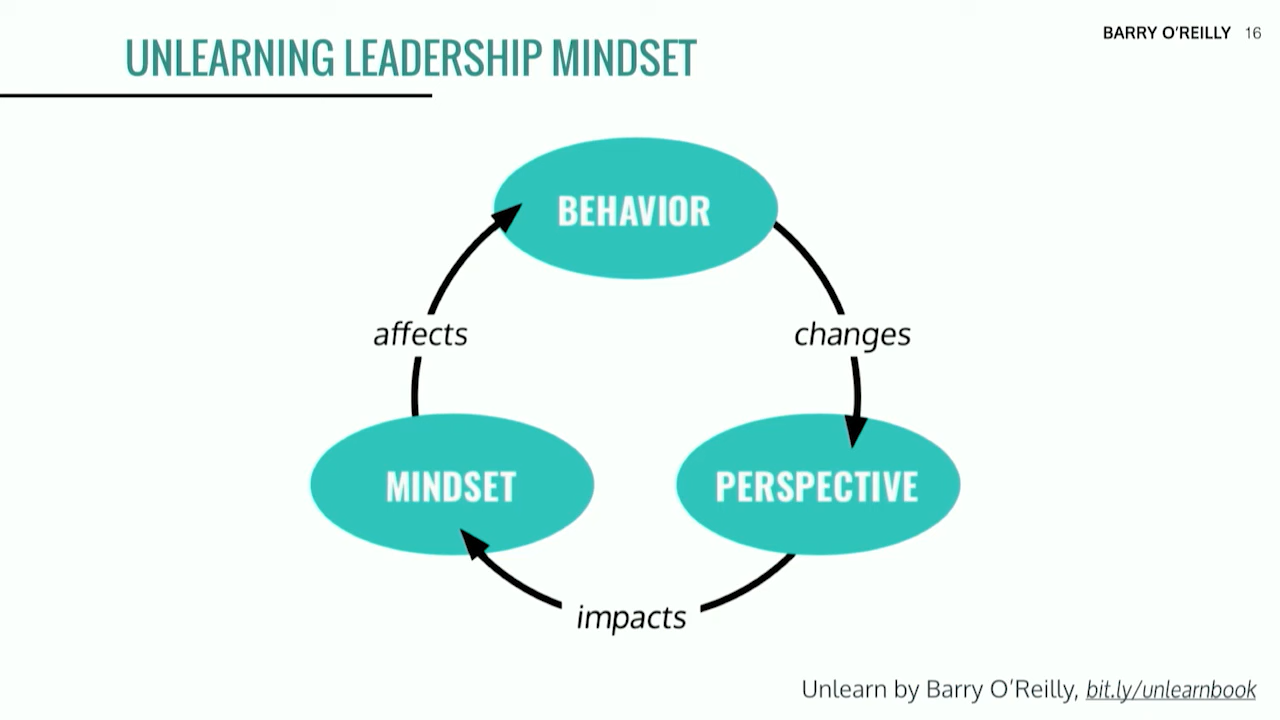 UNLEARNING LEADERSHIP MINDSET
BARRY O'REILLY 16
BEHAVIOR
affects
changes
MINDSET
PERSPECTIVE
impacts
Unlearn by Barry O'Reilly, bit.ly/unlearnbook